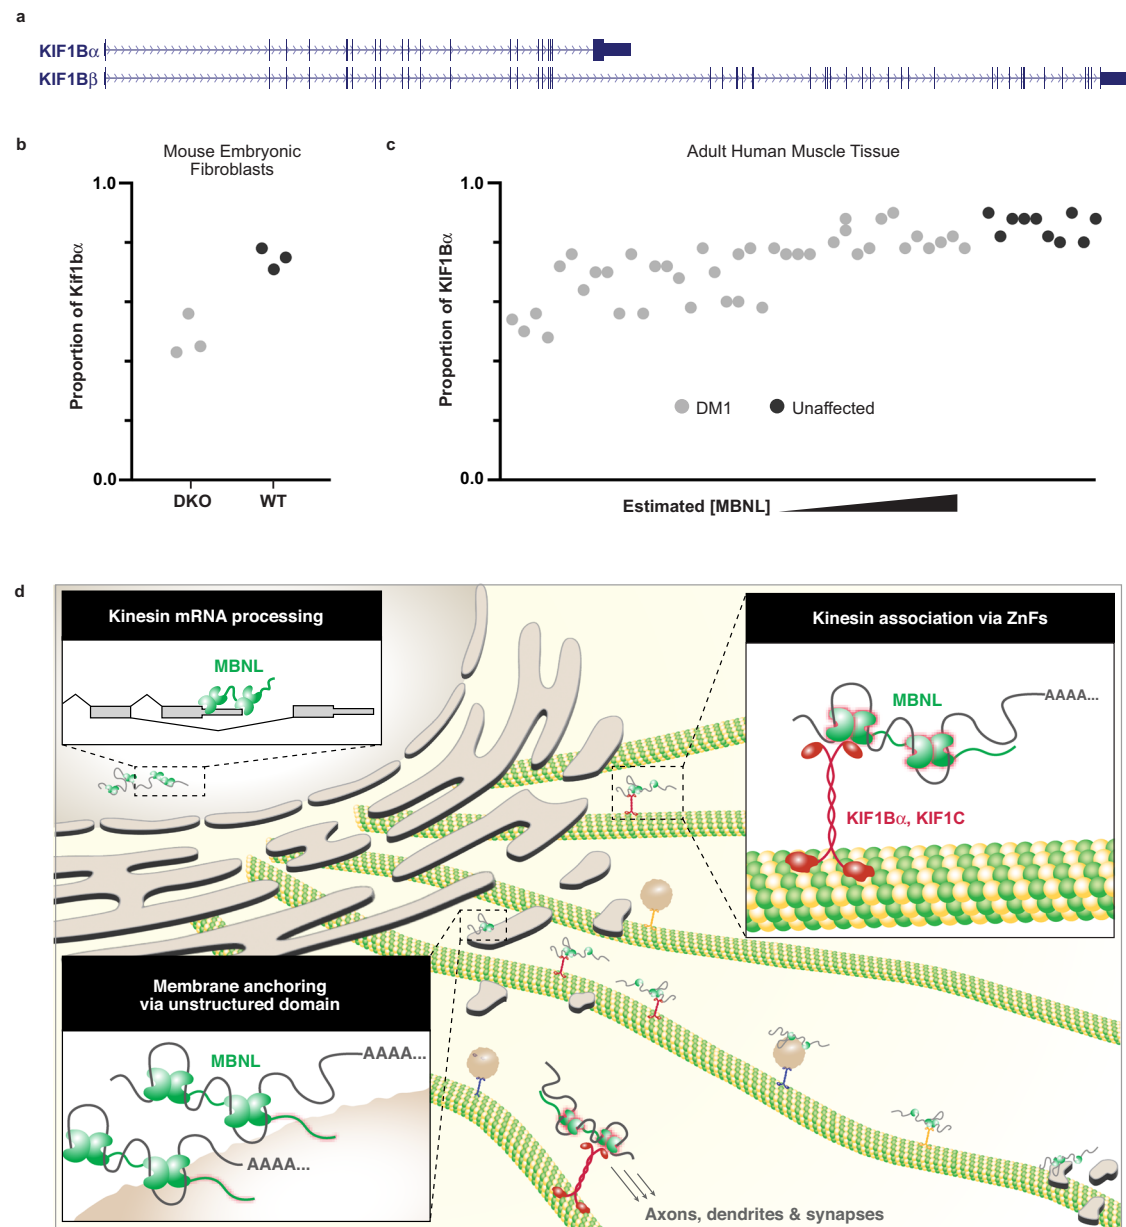 a
KIF1Bα
KIF1Bβ
b
Mouse Embryonic
Fibroblasts
1.0
Proportion of Kif1bα
0.0
DKO
WT
c
Adult Human Muscle Tissue
1.0
Proportion of KIF1Bα
DM1
Unaffected
0.0
Estimated [MBNL]
d
Kinesin mRNA processing
MBNL
Kinesin association via ZnFs
MBNL
AAAA...
KIF1Bα, KIF1C
Membrane anchoring
via unstructured domain
MBNL
AAAA...
AAAA...
Axons, dendrites & synapses